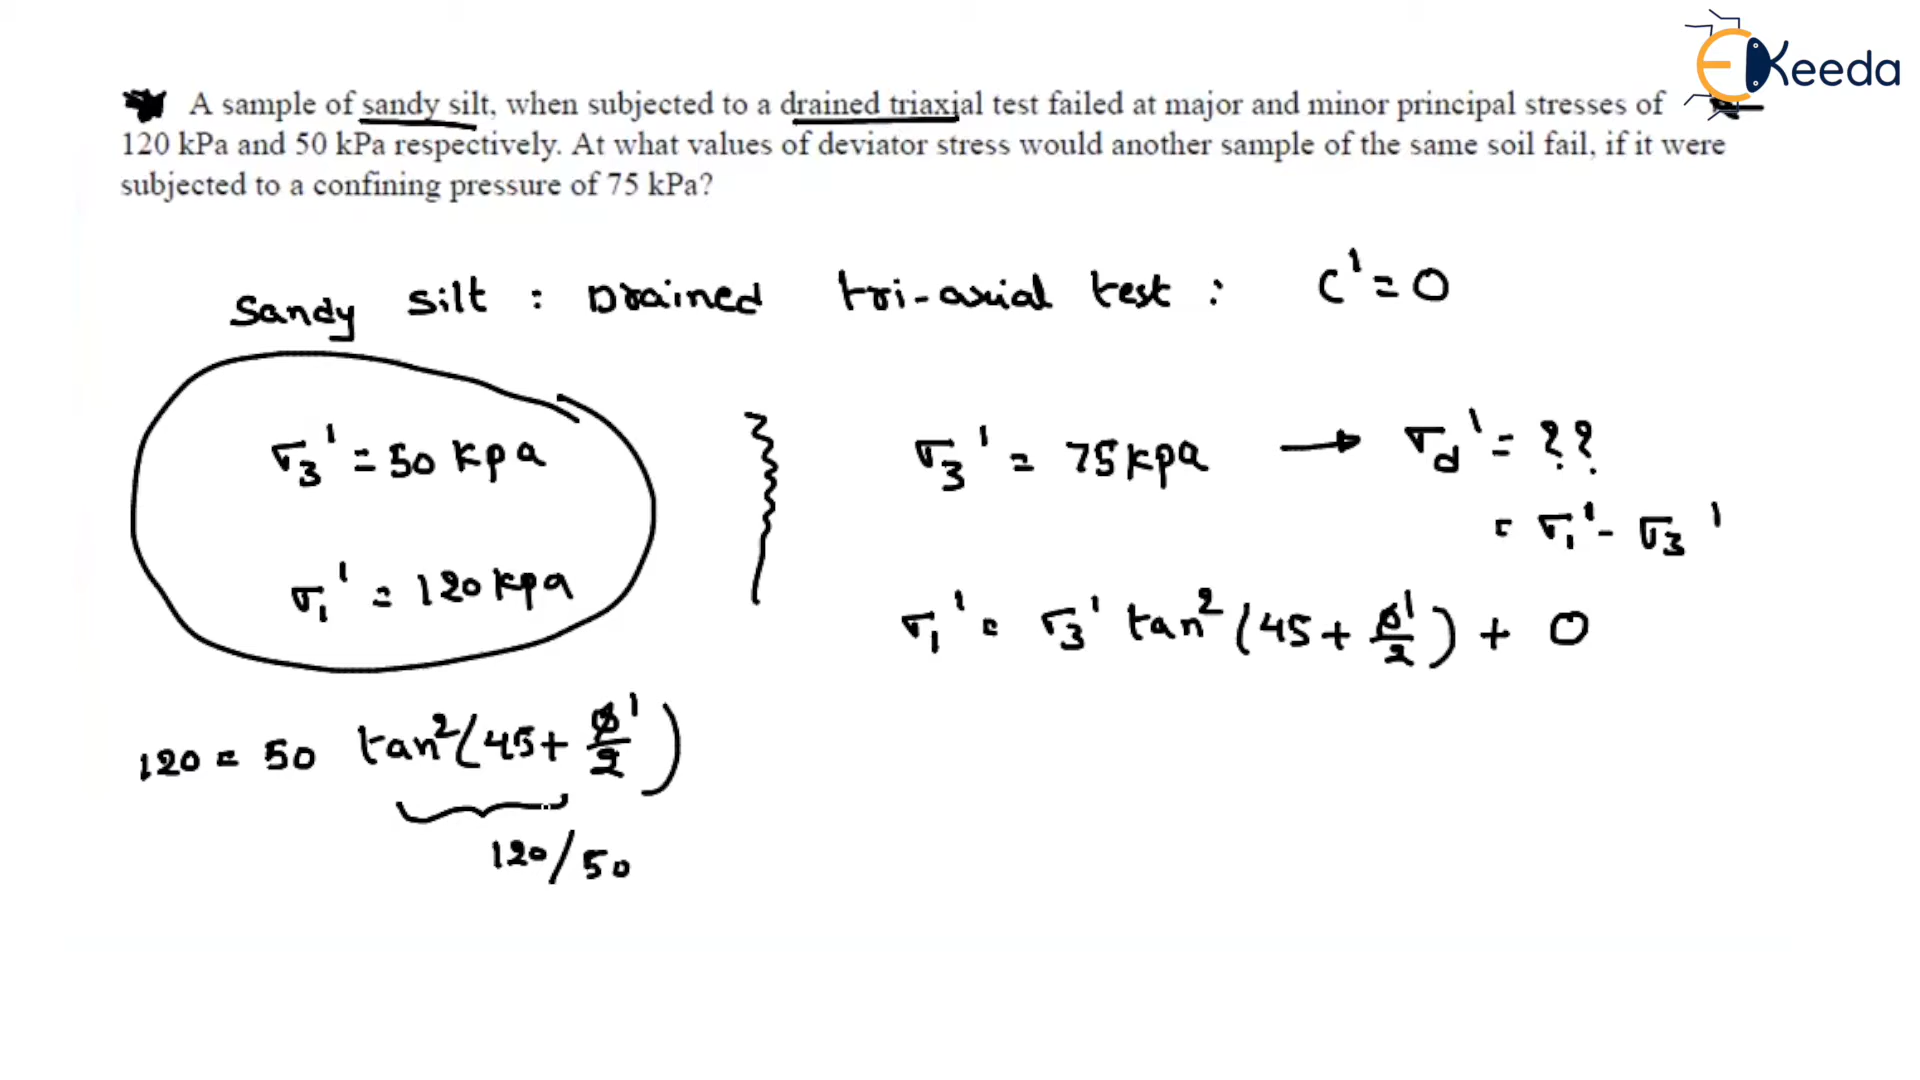 EKeeda
A sample of sandy silt, when subjected to a drained triaxial test failed at major and minor principal stresses of
120 kPa and 50 kPa respectively. At what values of deviator stress would another sample of the same soil fail, if it were
subjected to a confining pressure of 75 kPa?
Sandy silt : Drained tri-axial test : C' = 0
σ3' = 50 kpa
σ3' = 75 kpa → σd' = ??
= σ1' - σ3'
σ1' = 120 kpa
σ1' = σ3' tan²(45 + ϕ'/2) + 0
120 = 50 tan²(45 + ϕ'/2)
120/50